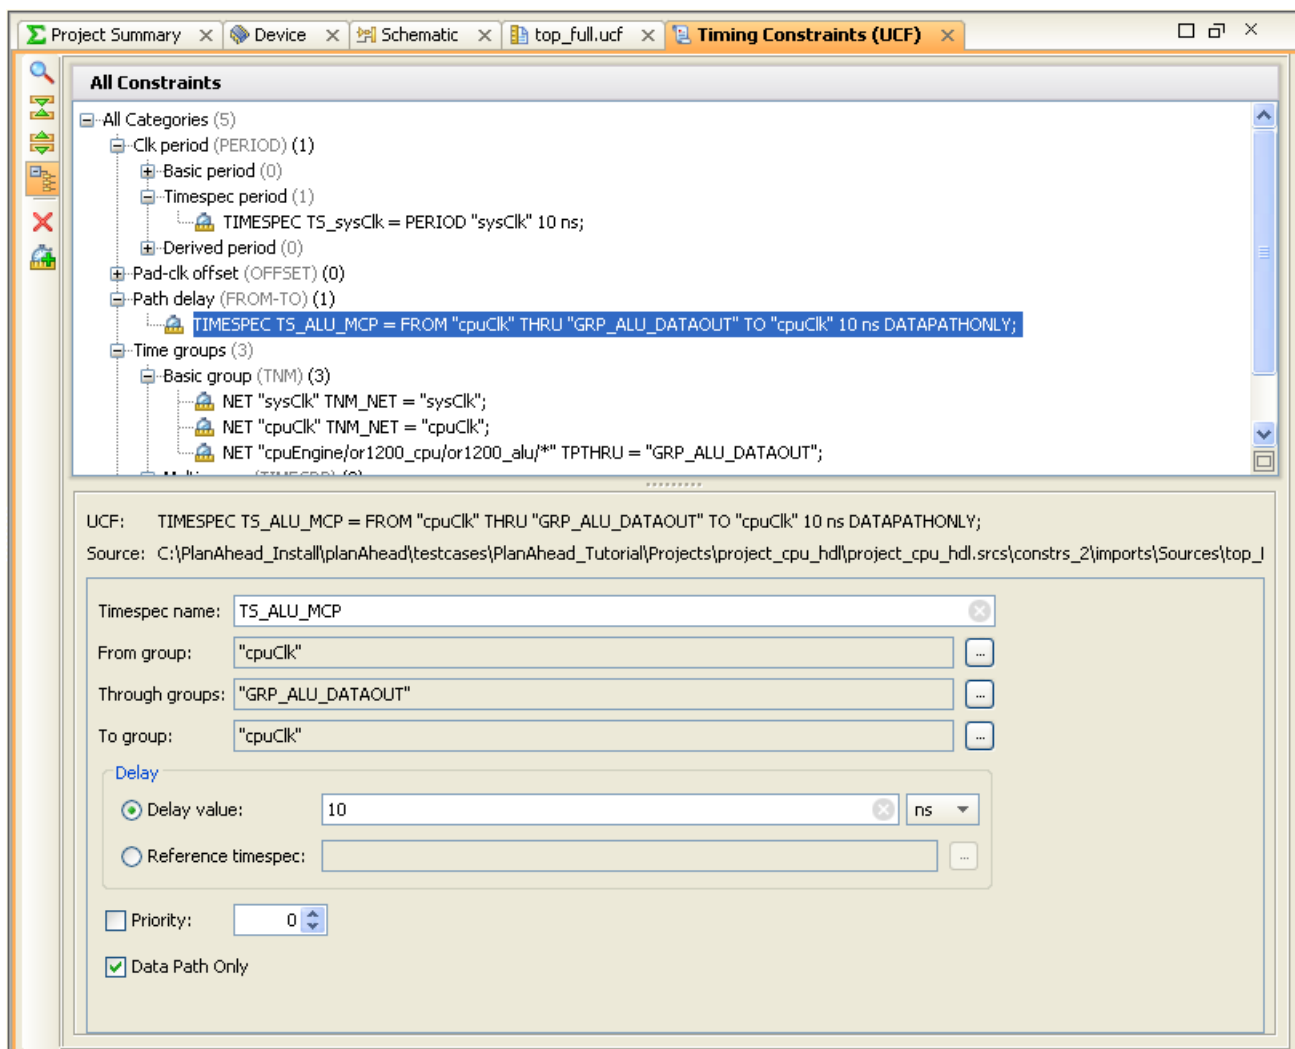 Project Summary Device Schematic top_full.ucf Timing Constraints (UCF)
All Constraints
All Categories (5)
Clk period (PERIOD) (1)
Basic period (0)
Timespec period (1)
TIMESPEC TS_sysClk = PERIOD "sysClk" 10 ns;
Derived period (0)
Pad-clk offset (OFFSET) (0)
Path delay (FROM-TO) (1)
TIMESPEC TS_ALU_MCP = FROM "cpuClk" THRU "GRP_ALU_DATAOUT" TO "cpuClk" 10 ns DATAPATHONLY;
Time groups (3)
Basic group (TNM) (3)
NET "sysClk" TNM_NET = "sysClk";
NET "cpuClk" TNM_NET = "cpuClk";
NET "cpuEngine/or1200_cpu/or1200_alu/*" TPTHRU = "GRP_ALU_DATAOUT";
UCF: TIMESPEC TS_ALU_MCP = FROM "cpuClk" THRU "GRP_ALU_DATAOUT" TO "cpuClk" 10 ns DATAPATHONLY;
Source: C:\PlanAhead_Install\planAhead\testcases\PlanAhead_Tutorial\Projects\project_cpu_hdl\project_cpu_hdl.srcs\constrs_2\imports\Sources\top_
Timespec name: TS_ALU_MCP
From group: "cpuClk" ...
Through groups: "GRP_ALU_DATAOUT" ...
To group: "cpuClk" ...
Delay
Delay value: 10 ns
Reference timespec: ...
Priority: 0
Data Path Only